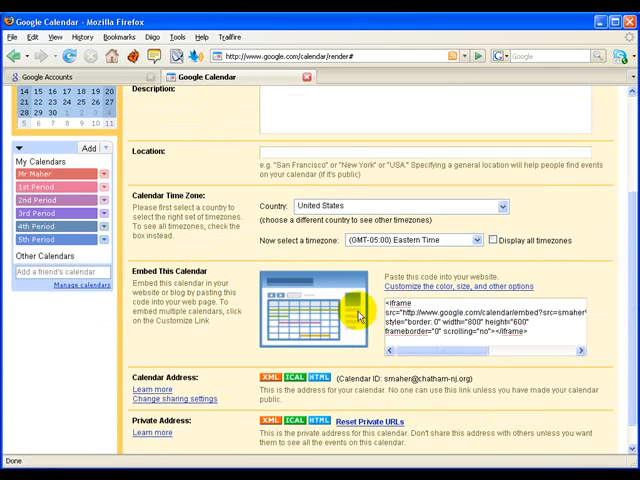 Google Calendar - Mozilla Firefox
File Edit View History Bookmarks Digo Tools Help Trailfire
http://www.google.com/calendar/render#
Google
Google Accounts
Google Calendar
14 15 16 17 18 19 20
21 22 23 24 25 26 27
28 29 30 1 2 3 4
5 6 7 8 9 10 11
Add
My Calendars
Mr Maher
1st Period
2nd Period
3rd Period
4th Period
5th Period
Other Calendars
Add a friend's calendar
Manage calendars
Description:
Location:
e.g. "San Francisco" or "New York" or "USA." Specifying a general location will help people find events on your calendar (if it's public)
Calendar Time Zone:
Please first select a country to select the right set of timezones. To see all timezones, check the box instead.
Country: United States
(choose a different country to see other timezones)
Now select a timezone: (GMT-05:00) Eastern Time Display all timezones
Embed This Calendar
Embed this calendar in your website or blog by pasting this code into your web page. To embed multiple calendars, click on the Customize Link
Paste this code into your website.
Customize the color, size, and other options
<iframe
src="http://www.google.com/calendar/embed?src=smaher
style="border: 0" width="800" height="600"
frameborder="0" scrolling="no"></iframe>
Calendar Address:
Learn more
Change sharing settings
XML ICAL HTML (Calendar ID: smaher@chatham-nj.org)
This is the address for your calendar. No one can use this link unless you have made your calendar public.
Private Address:
Learn more
XML ICAL HTML Reset Private URLs
This is the private address for this calendar. Don't share this address with others unless you want them to see all the events on this calendar.
Done